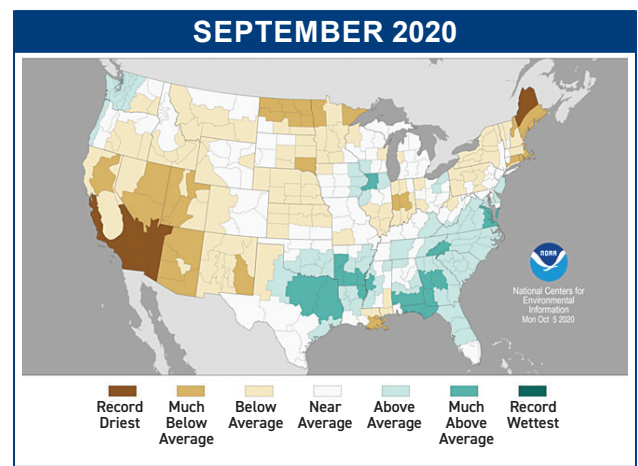 SEPTEMBER 2020
NOAA
National Centers for
Environmental
Information
Mon Oct 5 2020
Record
Driest
Much
Below
Average
Below
Average
Near
Average
Above
Average
Much
Above
Average
Record
Wettest